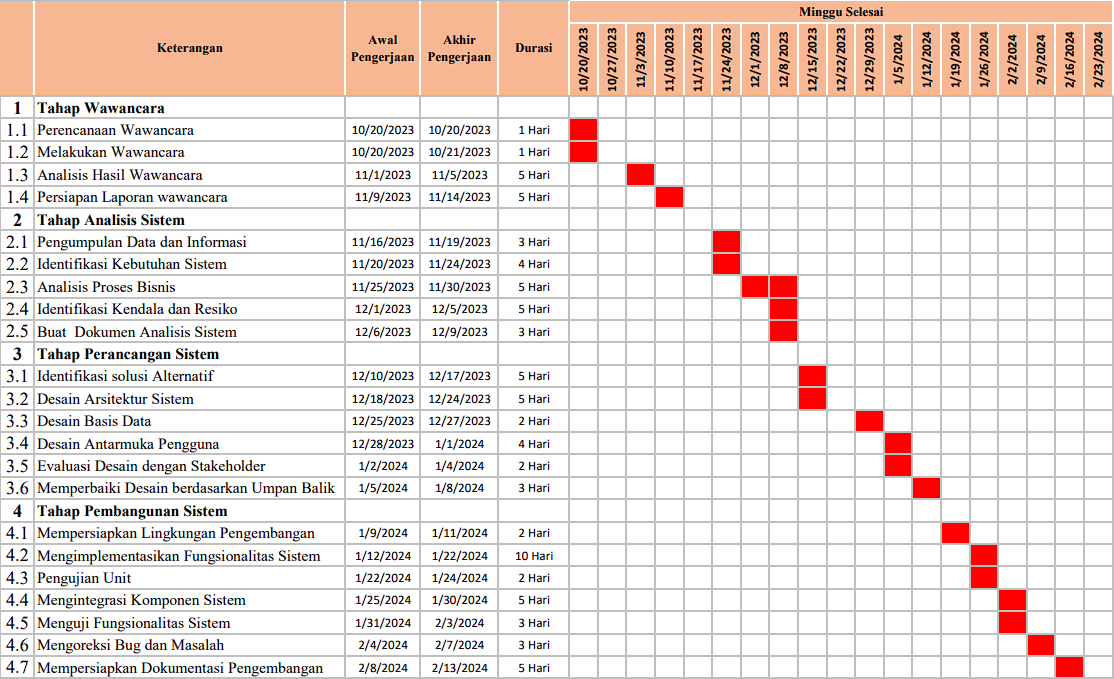 Keterangan Awal Pengerjaan Akhir Pengerjaan Durasi Minggu Selesai
10/20/2023 10/27/2023 11/3/2023 11/10/2023 11/17/2023 11/24/2023 12/1/2023 12/8/2023 12/15/2023 12/22/2023 12/29/2023 1/5/2024 1/12/2024 1/19/2024 1/26/2024 2/2/2024 2/9/2024 2/16/2024 2/23/2024
1 Tahap Wawancara
1.1 Perencanaan Wawancara 10/20/2023 10/20/2023 1 Hari
1.2 Melakukan Wawancara 10/20/2023 10/21/2023 1 Hari
1.3 Analisis Hasil Wawancara 11/1/2023 11/5/2023 5 Hari
1.4 Persiapan Laporan wawancara 11/9/2023 11/14/2023 5 Hari
2 Tahap Analisis Sistem
2.1 Pengumpulan Data dan Informasi 11/16/2023 11/19/2023 3 Hari
2.2 Identifikasi Kebutuhan Sistem 11/20/2023 11/24/2023 4 Hari
2.3 Analisis Proses Bisnis 11/25/2023 11/30/2023 5 Hari
2.4 Identifikasi Kendala dan Resiko 12/1/2023 12/5/2023 5 Hari
2.5 Buat Dokumen Analisis Sistem 12/6/2023 12/9/2023 3 Hari
3 Tahap Perancangan Sistem
3.1 Identifikasi solusi Alternatif 12/10/2023 12/17/2023 5 Hari
3.2 Desain Arsitektur Sistem 12/18/2023 12/24/2023 5 Hari
3.3 Desain Basis Data 12/25/2023 12/27/2023 2 Hari
3.4 Desain Antarmuka Pengguna 12/28/2023 1/1/2024 4 Hari
3.5 Evaluasi Desain dengan Stakeholder 1/2/2024 1/4/2024 2 Hari
3.6 Memperbaiki Desain berdasarkan Umpan Balik 1/5/2024 1/8/2024 3 Hari
4 Tahap Pembangunan Sistem
4.1 Mempersiapkan Lingkungan Pengembangan 1/9/2024 1/11/2024 2 Hari
4.2 Mengimplementasikan Fungsionalitas Sistem 1/12/2024 1/22/2024 10 Hari
4.3 Pengujian Unit 1/22/2024 1/24/2024 2 Hari
4.4 Mengintegrasi Komponen Sistem 1/25/2024 1/30/2024 5 Hari
4.5 Menguji Fungsionalitas Sistem 1/31/2024 2/3/2024 3 Hari
4.6 Mengoreksi Bug dan Masalah 2/4/2024 2/7/2024 3 Hari
4.7 Mempersiapkan Dokumentasi Pengembangan 2/8/2024 2/13/2024 5 Hari